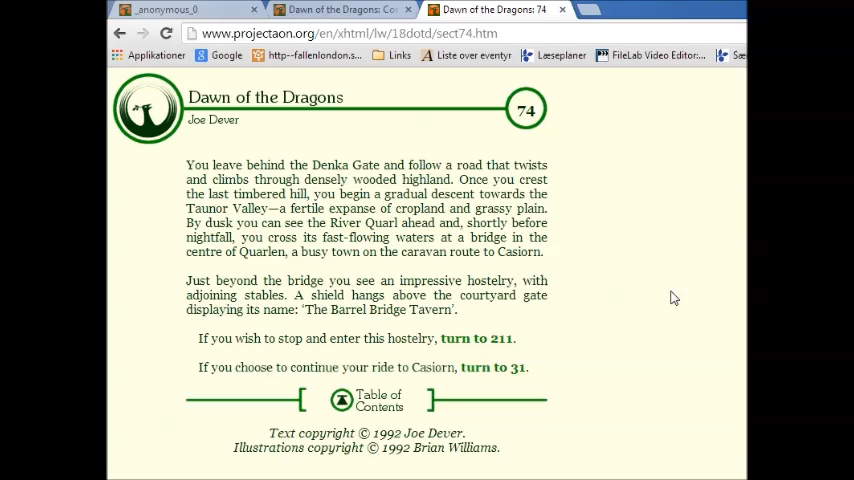 _anonymous_0
Dawn of the Dragons: Cor
Dawn of the Dragons: 74
www.projectaon.org/en/xhtml/lw/18dotd/sect74.htm
Applikationer
Google
http--fallenlondon.s...
Links
Liste over eventyr
Læseplaner
FileLab Video Editor:...
Sæ
Dawn of the Dragons
74
Joe Dever
You leave behind the Denka Gate and follow a road that twists
and climbs through densely wooded highland. Once you crest
the last timbered hill, you begin a gradual descent towards the
Taunor Valley—a fertile expanse of cropland and grassy plain.
By dusk you can see the River Quarl ahead and, shortly before
nightfall, you cross its fast-flowing waters at a bridge in the
centre of Quarlen, a busy town on the caravan route to Casiorn.
Just beyond the bridge you see an impressive hostelry, with
adjoining stables. A shield hangs above the courtyard gate
displaying its name: ‘The Barrel Bridge Tavern’.
If you wish to stop and enter this hostelry, turn to 211.
If you choose to continue your ride to Casiorn, turn to 31.
Table of
Contents
Text copyright © 1992 Joe Dever.
Illustrations copyright © 1992 Brian Williams.